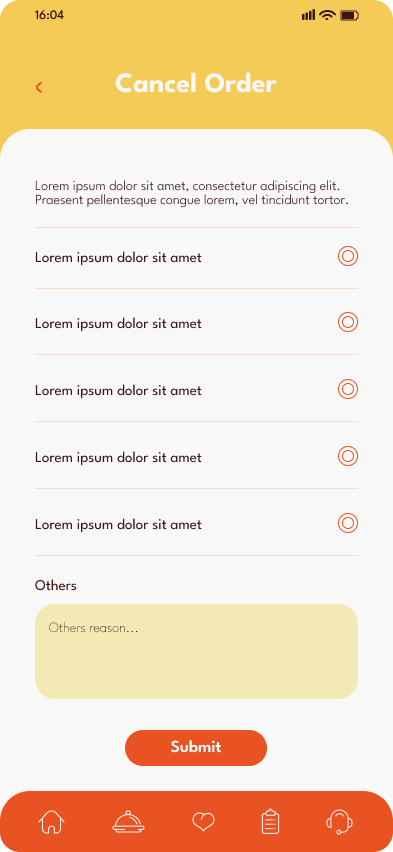 16:04
Cancel Order
Lorem ipsum dolor sit amet, consectetur adipiscing elit.
Praesent pellentesque congue lorem, vel tincidunt tortor.
Lorem ipsum dolor sit amet
Lorem ipsum dolor sit amet
Lorem ipsum dolor sit amet
Lorem ipsum dolor sit amet
Lorem ipsum dolor sit amet
Others
Others reason...
Submit